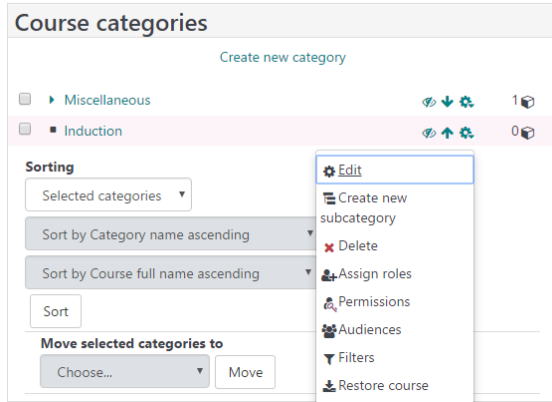 Course categories
Create new category
Miscellaneous 1
Induction 0
Sorting
Selected categories
Sort by Category name ascending
Sort by Course full name ascending
Sort
Move selected categories to
Choose... Move
Edit
Create new
subcategory
Delete
Assign roles
Permissions
Audiences
Filters
Restore course